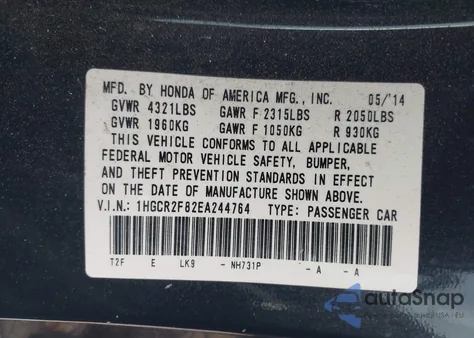 MFD. BY HONDA OF AMERICA MFG., INC. 05/'14
GVWR 4321LBS GAWR F 2315LBS R 2050LBS
GVWR 1960KG GAWR F 1050KG R 930KG
THIS VEHICLE CONFORMS TO ALL APPLICABLE
FEDERAL MOTOR VEHICLE SAFETY, BUMPER,
AND THEFT PREVENTION STANDARDS IN EFFECT
ON THE DATE OF MANUFACTURE SHOWN ABOVE.
V.I.N.: 1HGCR2F82EA244764 TYPE: PASSENGER CAR
T2F E LK9 - NH731P - A - A
autoSnap